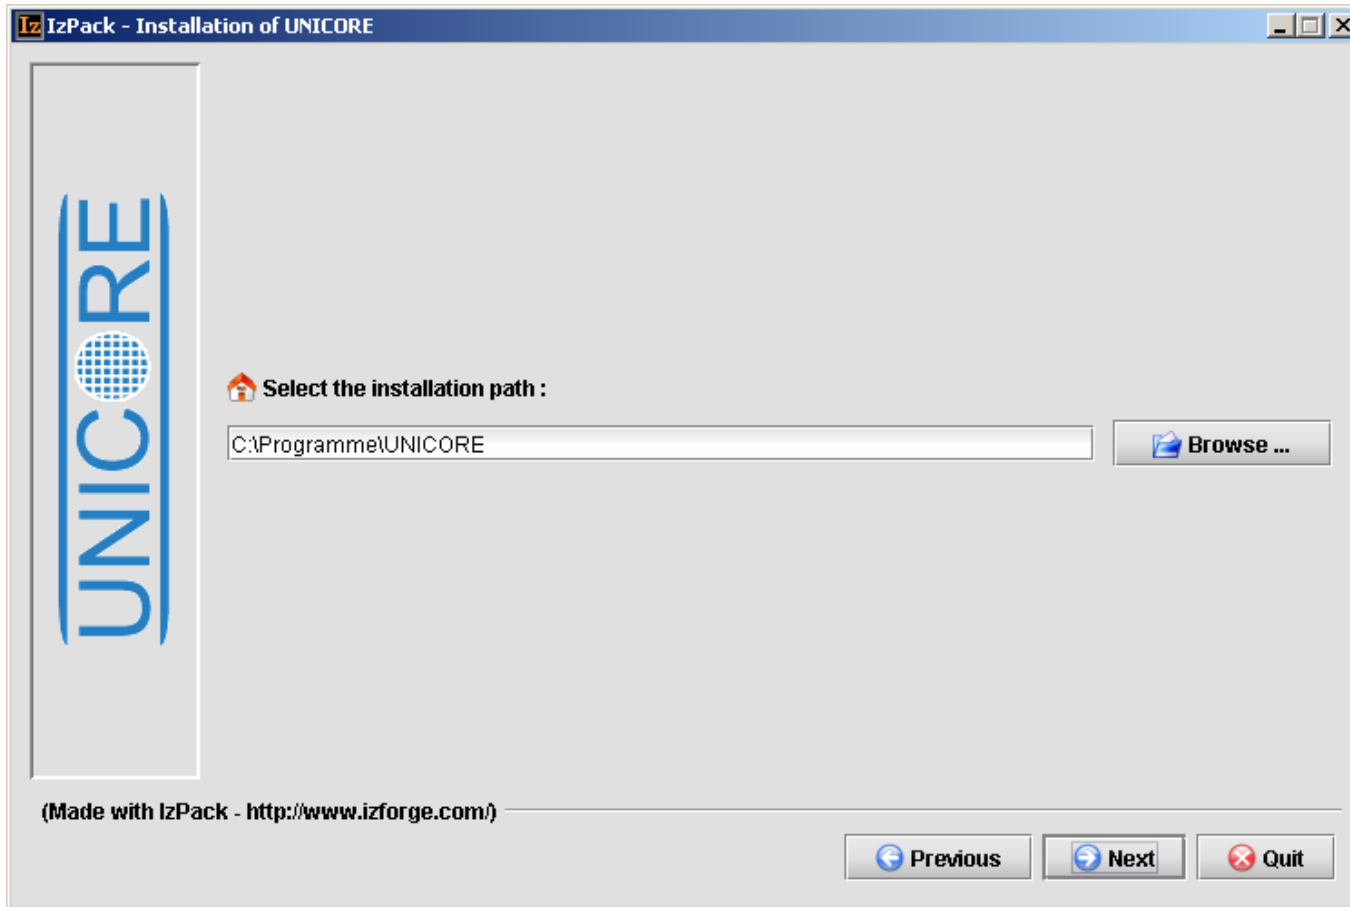 IzPack - Installation of UNICORE
UNICORE
Select the installation path :
C:\Programme\UNICORE
Browse ...
(Made with IzPack - http://www.izforge.com/)
Previous
Next
Quit